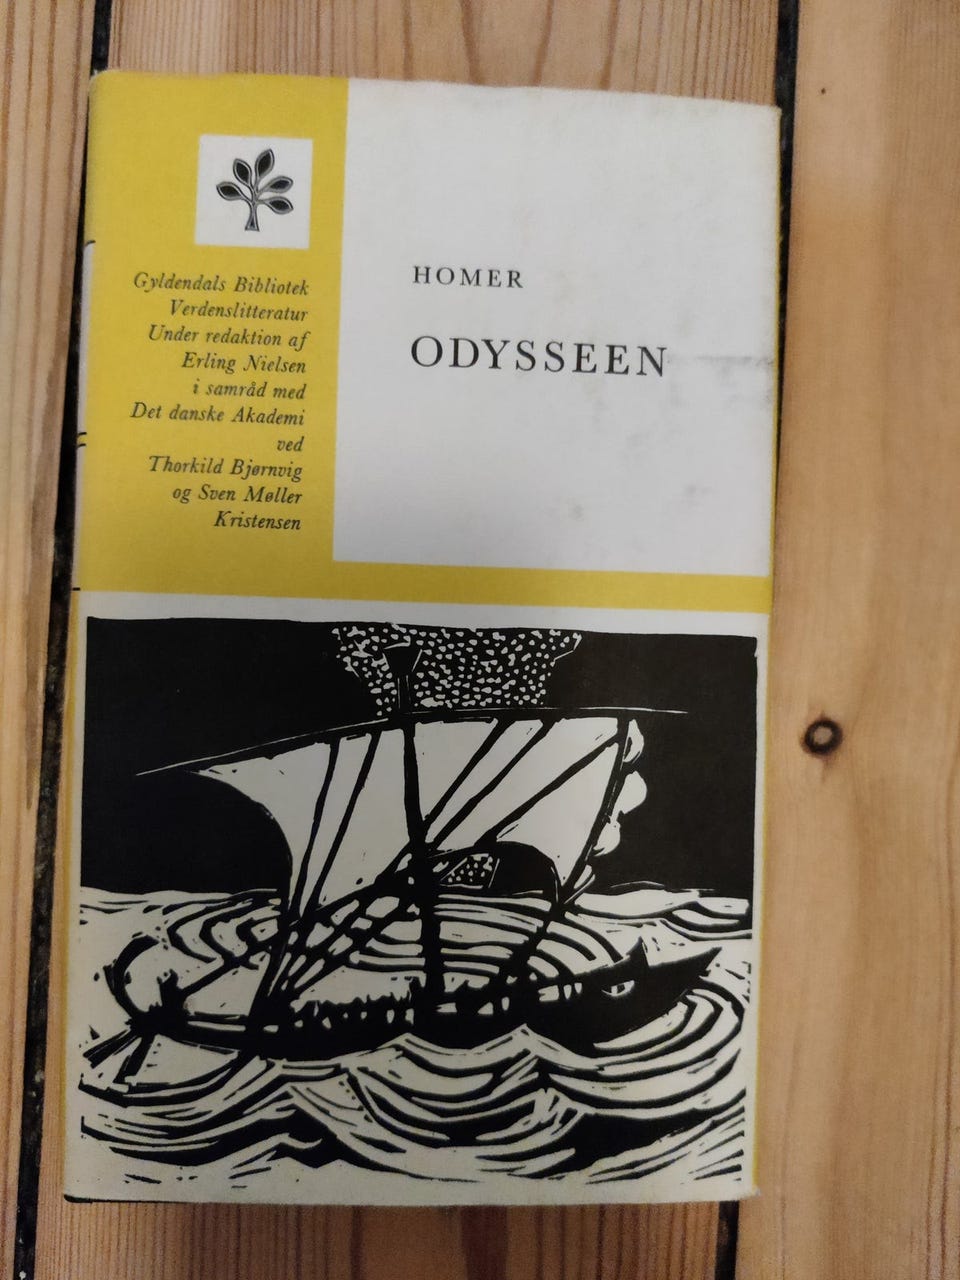 Gyldendals Bibliotek
Verdenslitteratur
Under redaktion af
Erling Nielsen
i samråd med
Det danske Akademi
ved
Thorkild Bjørnvig
og Sven Møller
Kristensen
HOMER
ODYSSEEN